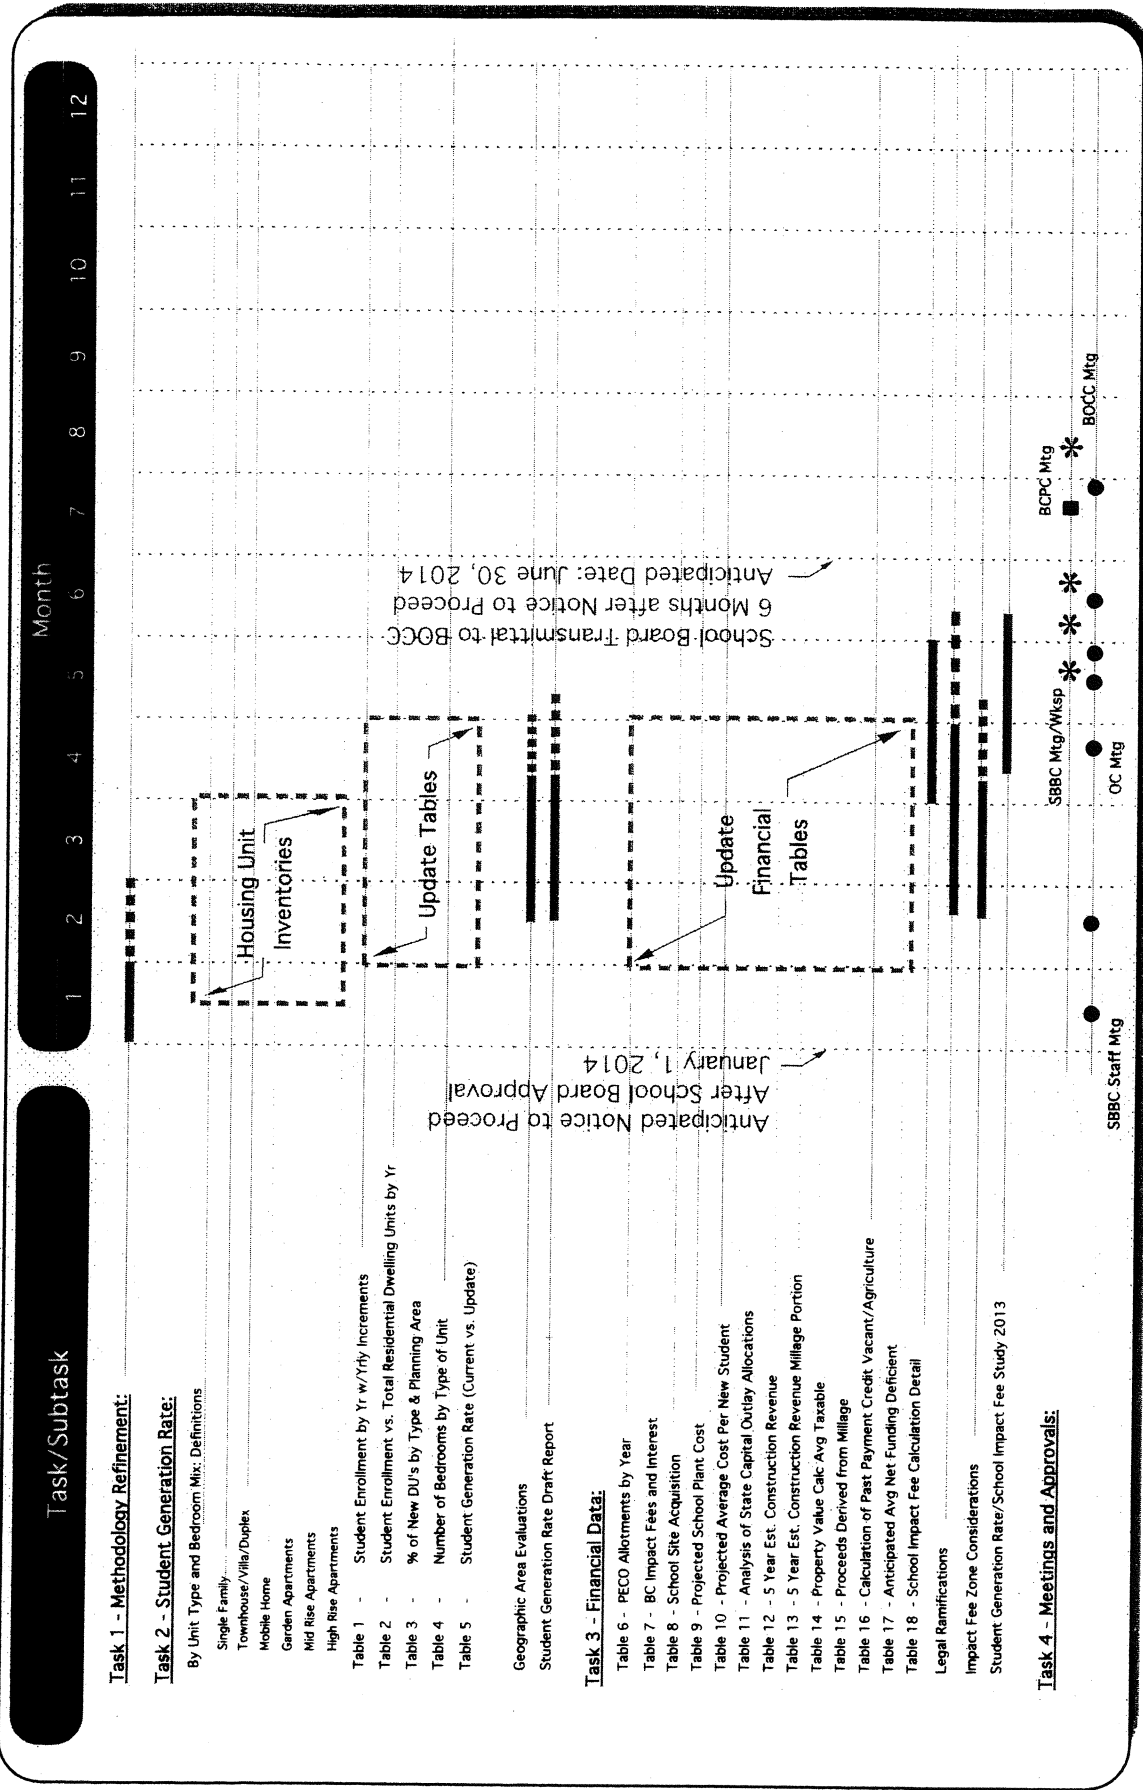 Task/Subtask
Month
1 2 3 4 5 6 7 8 9 10 11 12
Task 1 - Methodology Refinement:
Task 2 - Student Generation Rate:
By Unit Type and Bedroom Mix: Definitions
Single Family
Townhouse/Villa/Duplex
Mobile Home
Garden Apartments
Mid Rise Apartments
High Rise Apartments
Housing Unit
Inventories
Table 1 - Student Enrollment by Yr w/Yrly Increments
Table 2 - Student Enrollment vs. Total Residential Dwelling Units by Yr
Table 3 - % of New DU's by Type & Planning Area
Table 4 - Number of Bedrooms by Type of Unit
Table 5 - Student Generation Rate (Current vs. Update)
Update Tables
Geographic Area Evaluations
Student Generation Rate Draft Report
Anticipated Notice to Proceed
After School Board Approval
January 1, 2014
School Board Transmittal to BOCC
6 Months after Notice to Proceed
Anticipated Date: June 30, 2014
Task 3 - Financial Data:
Table 6 - PECO Allotments by Year
Table 7 - BC Impact Fees and Interest
Table 8 - School Site Acquisition
Table 9 - Projected School Plant Cost
Table 10 - Projected Average Cost Per New Student
Table 11 - Analysis of State Capital Outlay Allocations
Table 12 - 5 Year Est. Construction Revenue
Table 13 - 5 Year Est. Construction Revenue Millage Portion
Table 14 - Property Value Calc Avg Taxable
Table 15 - Proceeds Derived from Millage
Table 16 - Calculation of Past Payment Credit Vacant/Agriculture
Table 17 - Anticipated Avg Net Funding Deficient
Table 18 - School Impact Fee Calculation Detail
Update
Financial
Tables
Legal Ramifications
Impact Fee Zone Considerations
Student Generation Rate/School Impact Fee Study 2013
Task 4 - Meetings and Approvals:
SBBC Mtg/Wksp
BCPC Mtg
SBBC Staff Mtg
OC Mtg
BOCC Mtg